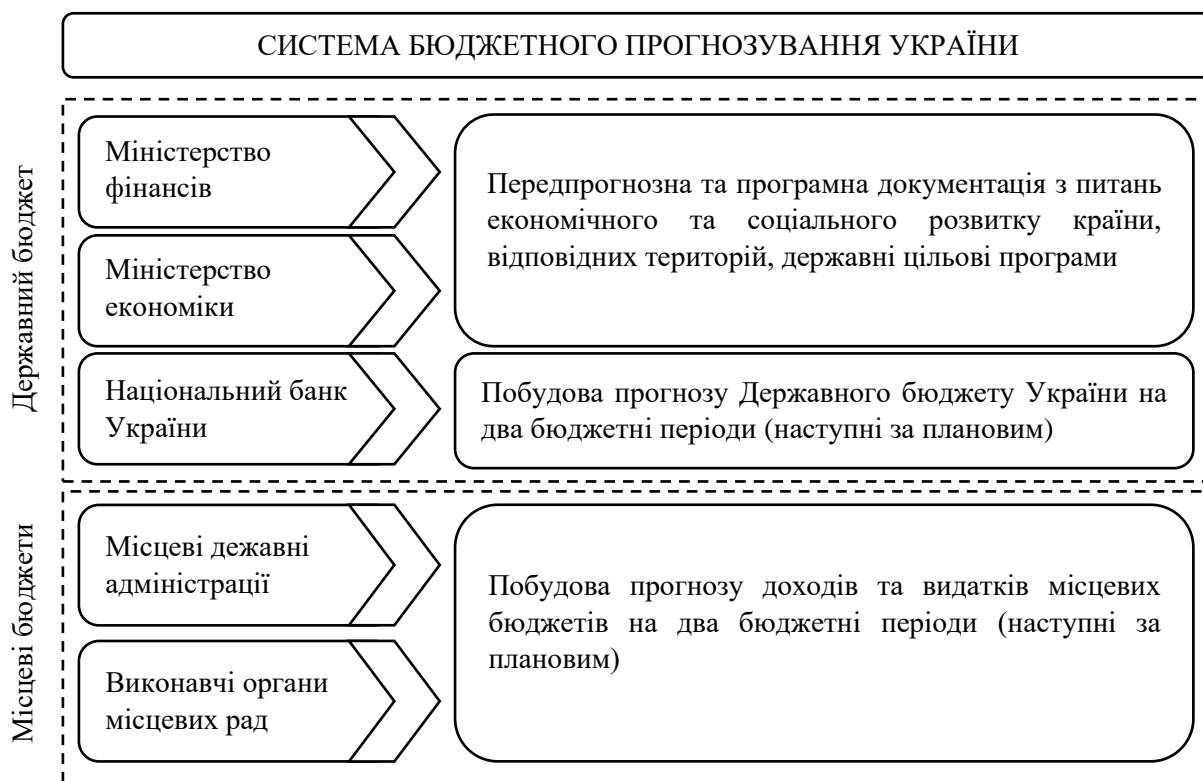 СИСТЕМА БЮДЖЕТНОГО ПРОГНОЗУВАННЯ УКРАЇНИ
Державний бюджет
Міністерство
фінансів
Міністерство
економіки
Передпрогнозна та програмна документація з питань
економічного та соціального розвитку країни,
відповідних територій, державні цільові програми
Національний банк
України
Побудова прогнозу Державного бюджету України на
два бюджетні періоди (наступні за плановим)
Місцеві бюджети
Місцеві дежавні
адміністрації
Виконавчі органи
місцевих рад
Побудова прогнозу доходів та видатків місцевих
бюджетів на два бюджетні періоди (наступні за
плановим)